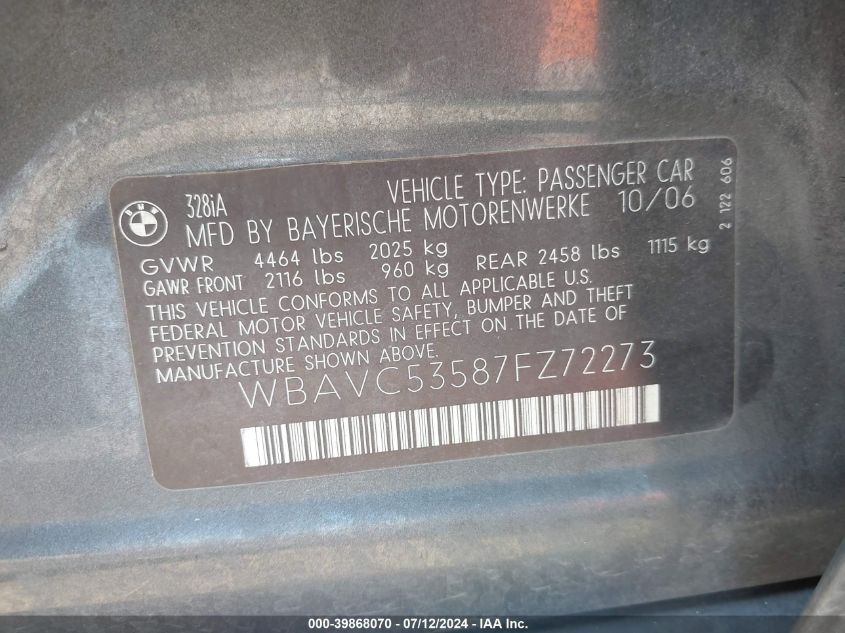 BMW
328iA VEHICLE TYPE: PASSENGER CAR
MFD BY BAYERISCHE MOTORENWERKE 10/06
GVWR 4464 lbs 2025 kg
GAWR FRONT 2116 lbs 960 kg REAR 2458 lbs 1115 kg
THIS VEHICLE CONFORMS TO ALL APPLICABLE U.S.
FEDERAL MOTOR VEHICLE SAFETY, BUMPER AND THEFT
PREVENTION STANDARDS IN EFFECT ON THE DATE OF
MANUFACTURE SHOWN ABOVE.
WBAVC53587FZ72273
2 122 606
000-39868070 - 07/12/2024 - IAA Inc.